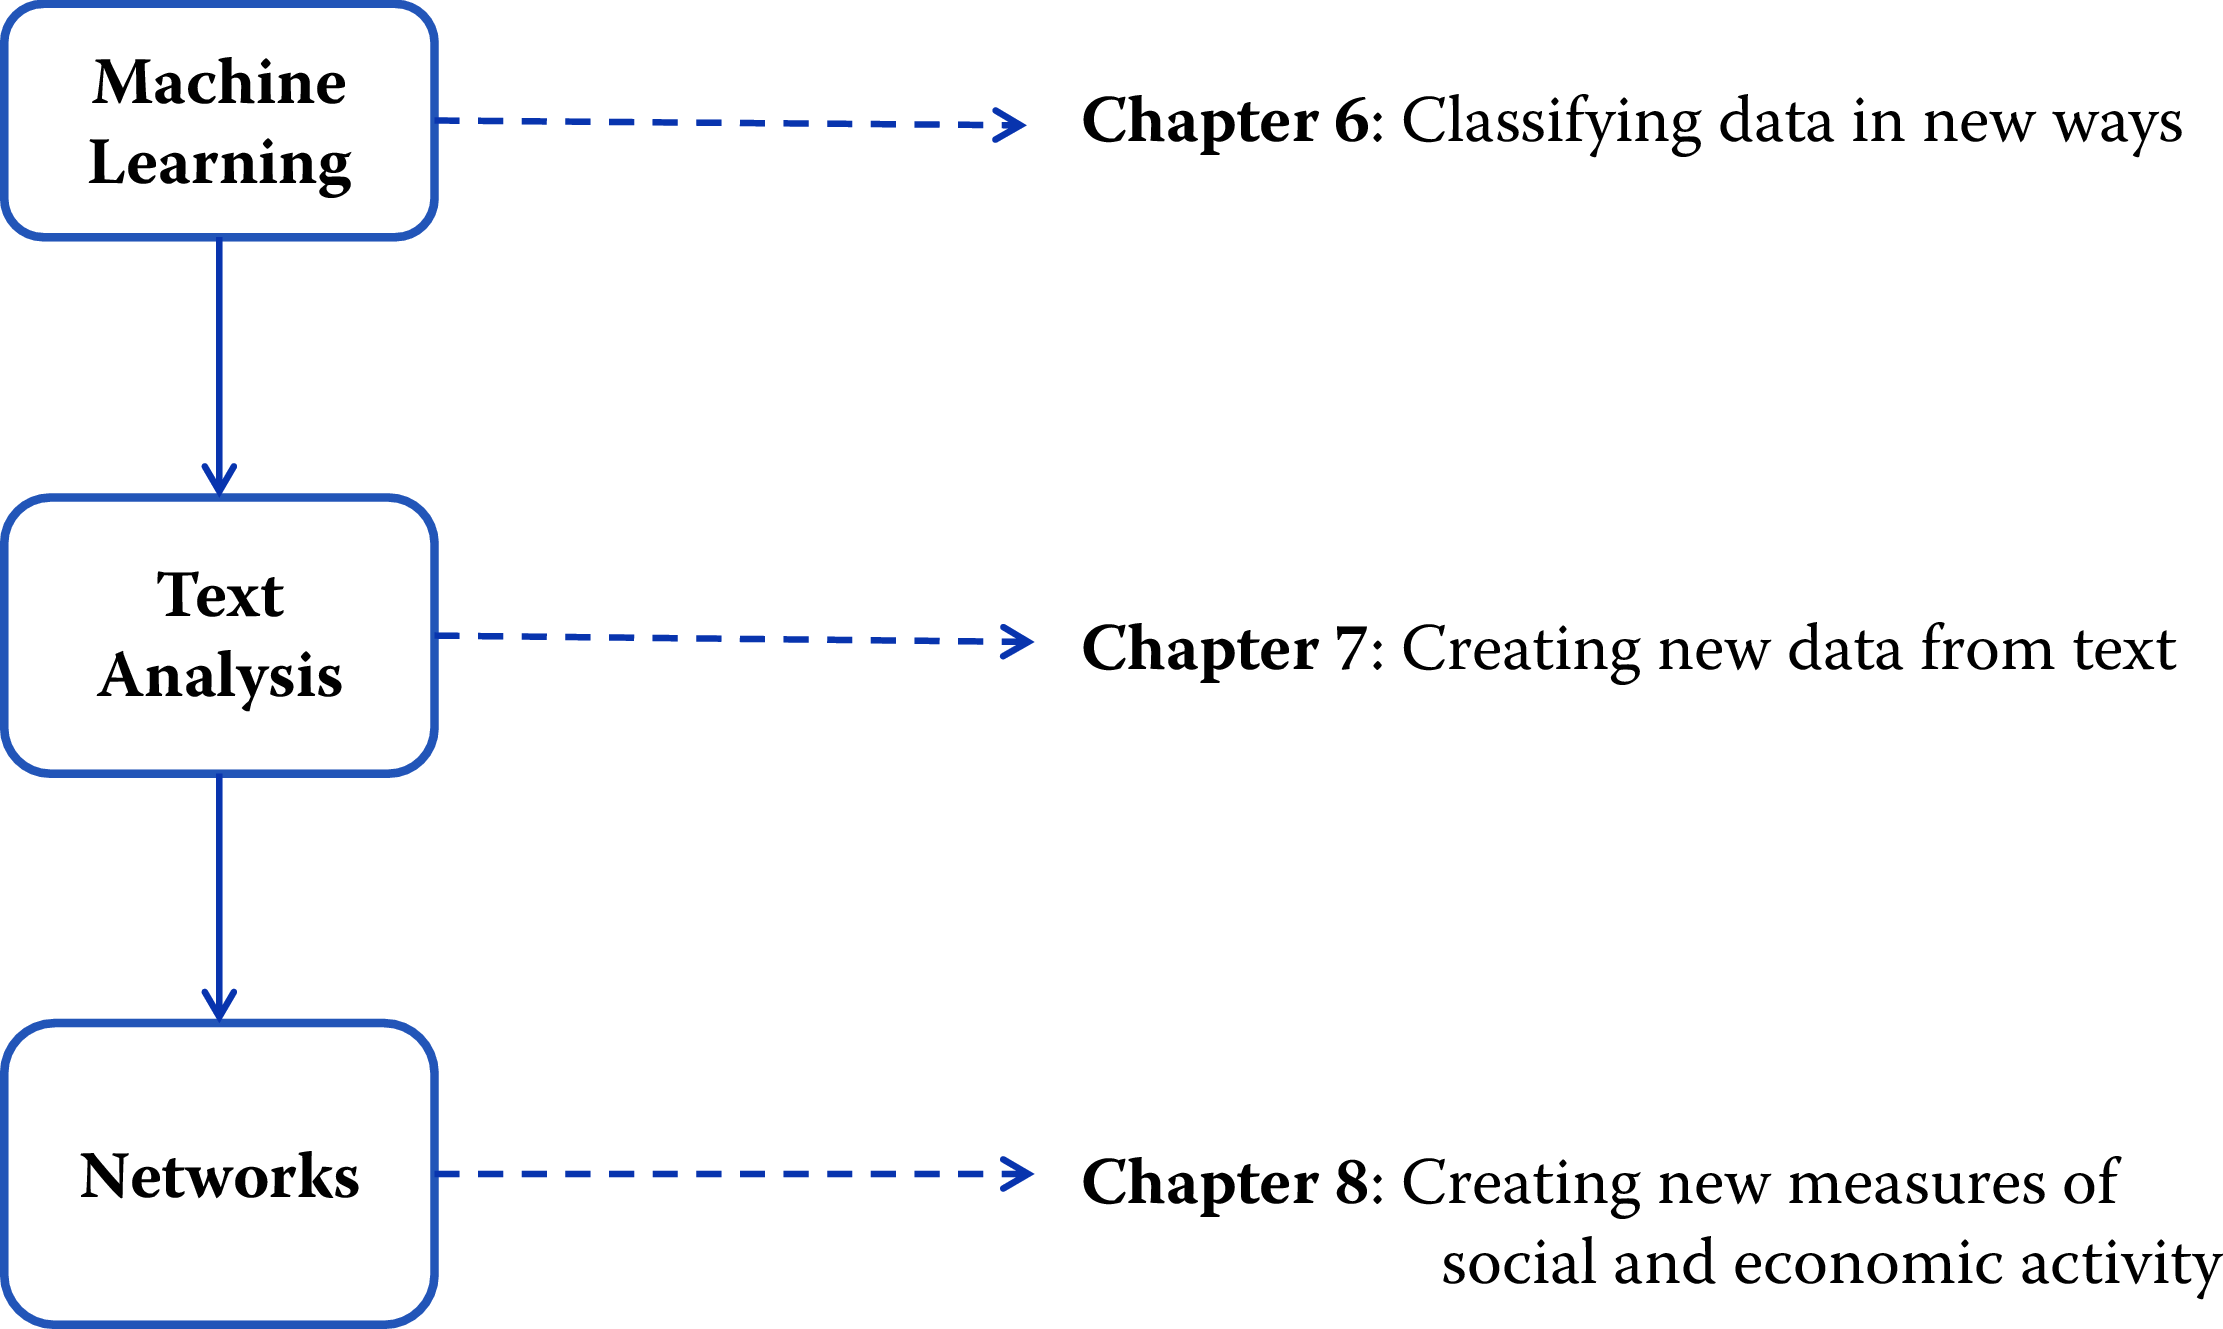 Machine
Learning
Chapter 6: Classifying data in new ways
Text
Analysis
Chapter 7: Creating new data from text
Networks
Chapter 8: Creating new measures of
social and economic activity